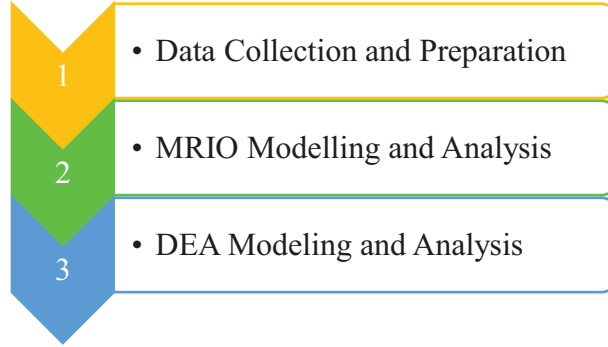 1
• Data Collection and Preparation
2
• MRIO Modelling and Analysis
3
• DEA Modeling and Analysis